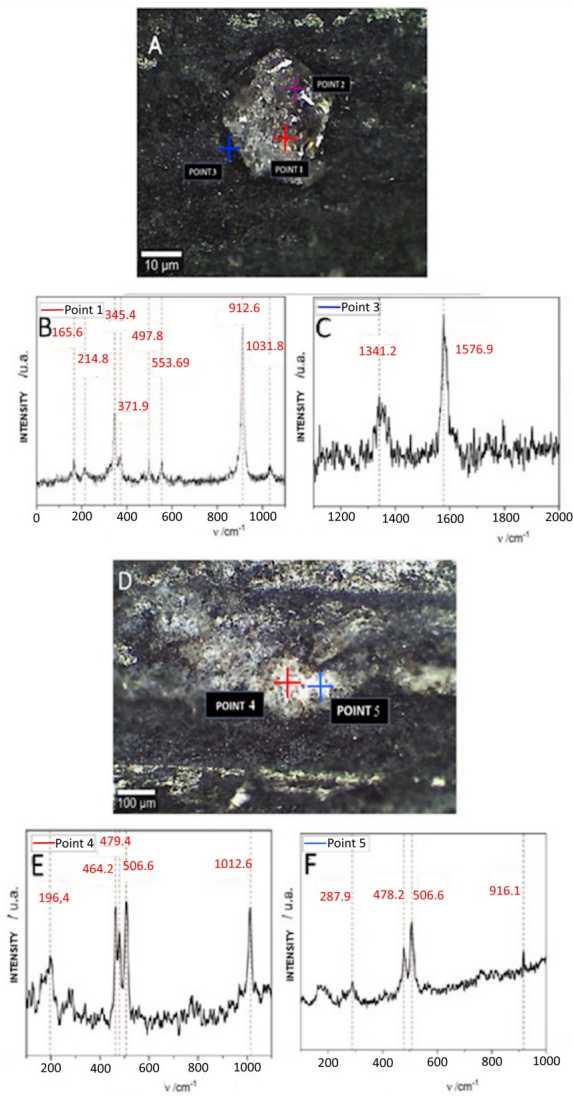 A
POINT 2
POINT 1
POINT 3
10 µm
B
Point 1
165.6
214.8
345.4
371.9
497.8
553.69
912.6
1031.8
INTENSITY /u.a.
0 200 400 600 800 1000
ν /cm-1
C
Point 3
1341.2
1576.9
INTENSITY /u.a.
1200 1400 1600 1800 2000
ν /cm-1
D
POINT 4
POINT 5
100 µm
E
Point 4
196,4
464.2
479.4
506.6
1012.6
INTENSITY / u.a.
200 400 600 800 1000
ν /cm-1
F
Point 5
287.9
478.2
506.6
916.1
INTENSITY / u.a.
200 400 600 800 1000
ν /cm-1